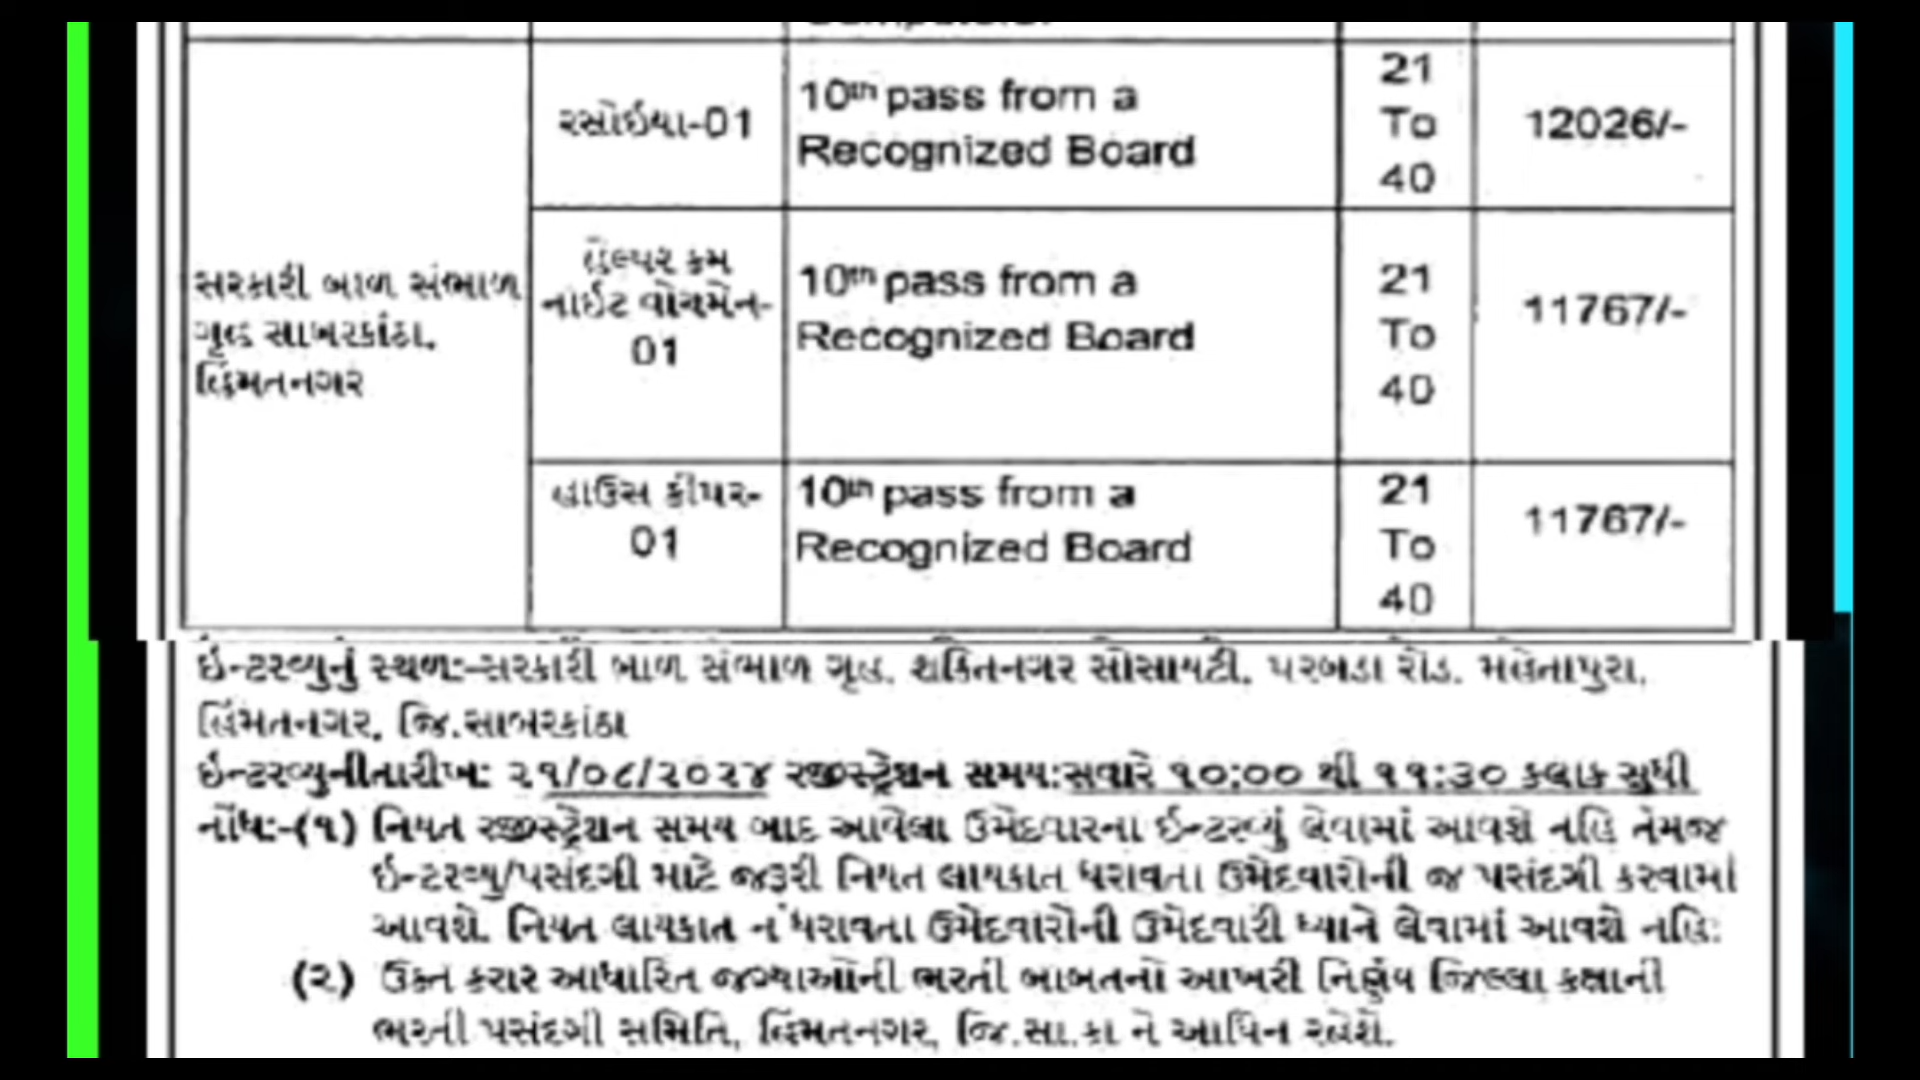 રસોઇયા-01
10th pass from a
Recognized Board
21
To
40
12026/-
સરકારી બાળ સંભાળ
ગૃહ સાબરકાંઠા,
હિંમતનગર
હેલ્પર કમ
નાઈટ વોચમેન-
01
10th pass from a
Recognized Board
21
To
40
11767/-
હાઉસ કીપર-
01
10th pass from a
Recognized Board
21
To
40
11767/-
ઇન્ટરવ્યુનું સ્થળ:-સરકારી બાળ સંભાળ ગૃહ, શક્તિનગર સોસાયટી, પરબડા રોડ, મહેતાપુરા,
હિંમતનગર, જિ.સાબરકાંઠા
ઇન્ટરવ્યુનીતારીખ: ૨૧/૦૮/૨૦૨૪ રજીસ્ટ્રેશન સમય:સવારે ૧૦:૦૦ થી ૧૧:૩૦ કલાક સુધી
નોંધ:-(૧) નિયત રજીસ્ટ્રેશન સમય બાદ આવેલા ઉમેદવારના ઇન્ટરવ્યું લેવામાં આવશે નહિ તેમજ
ઇન્ટરવ્યુ/પસંદગી માટે જરૂરી નિયત લાયકાત ધરાવતા ઉમેદવારોની જ પસંદગી કરવામાં
આવશે. નિયત લાયકાત ન ધરાવતા ઉમેદવારોની ઉમેદવારી ધ્યાને લેવામાં આવશે નહિ:
(૨) ઉક્ત કરાર આધારિત જગ્યાઓની ભરતી બાબતનો આખરી નિર્ણય જિલ્લા કક્ષાની
ભરતી પસંદગી સમિતિ, હિંમતનગર, જિ.સા.કા ને આધિન રહેશે.